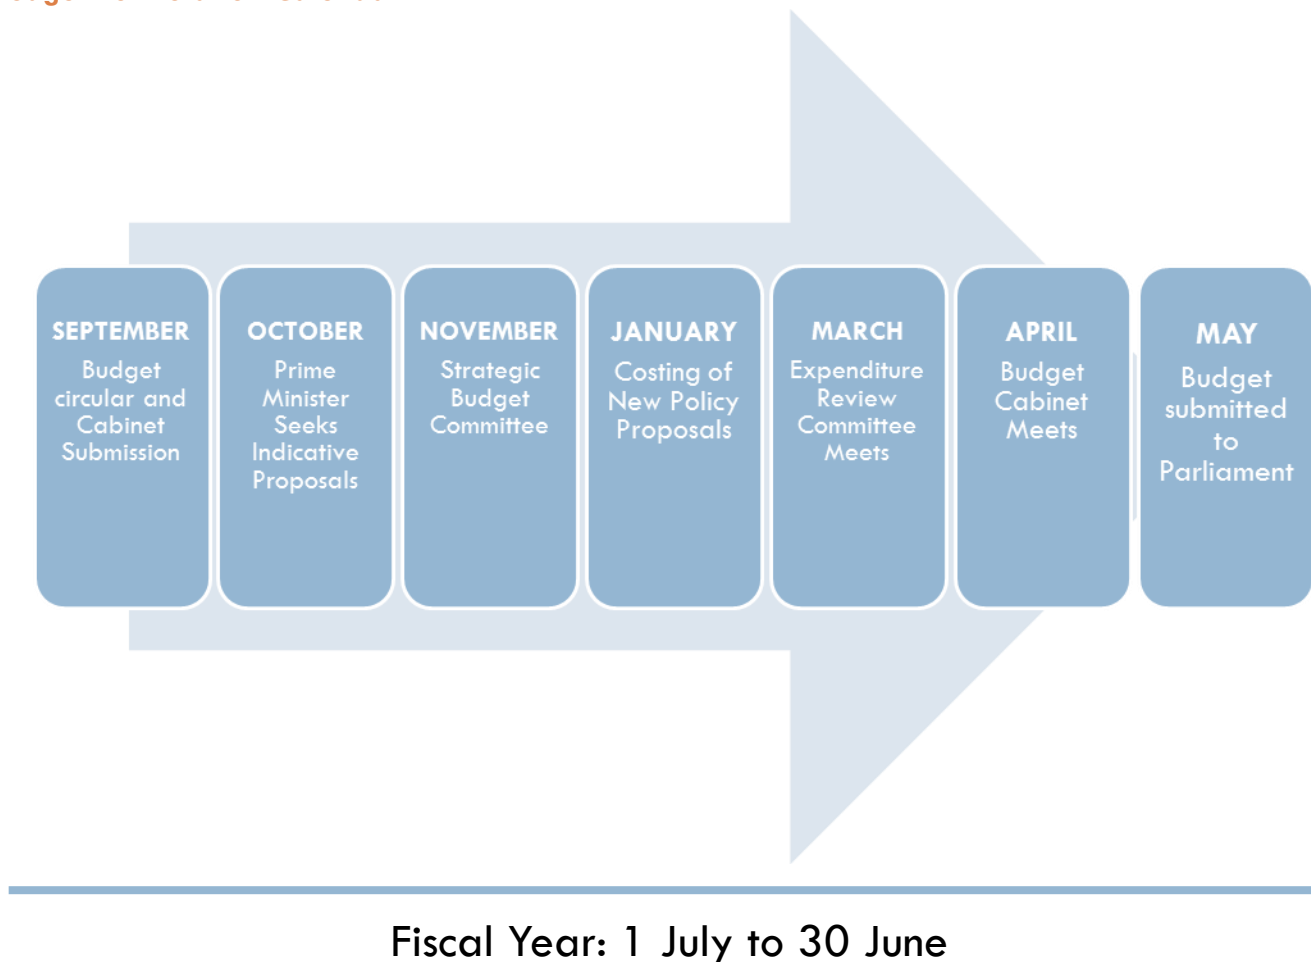 SEPTEMBER
Budget
circular and
Cabinet
Submission
OCTOBER
Prime
Minister
Seeks
Indicative
Proposals
NOVEMBER
Strategic
Budget
Committee
JANUARY
Costing of
New Policy
Proposals
MARCH
Expenditure
Review
Committee
Meets
APRIL
Budget
Cabinet
Meets
MAY
Budget
submitted
to
Parliament
Fiscal Year: 1 July to 30 June